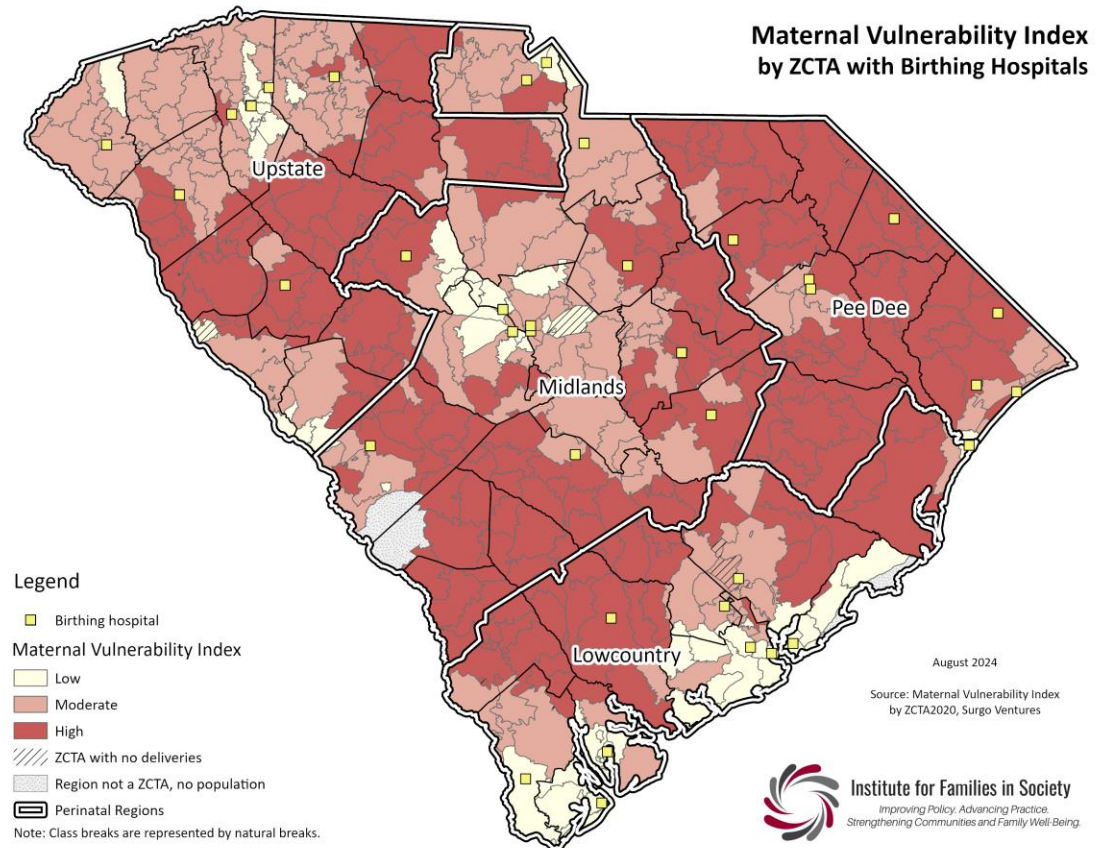 Maternal Vulnerability Index
by ZCTA with Birthing Hospitals
Upstate
Pee Dee
Midlands
Lowcountry
Legend
Birthing hospital
Maternal Vulnerability Index
Low
Moderate
High
ZCTA with no deliveries
Region not a ZCTA, no population
Perinatal Regions
Note: Class breaks are represented by natural breaks.
August 2024
Source: Maternal Vulnerability Index
by ZCTA2020, Surgo Ventures
Institute for Families in Society
Improving Policy. Advancing Practice.
Strengthening Communities and Family Well-Being.